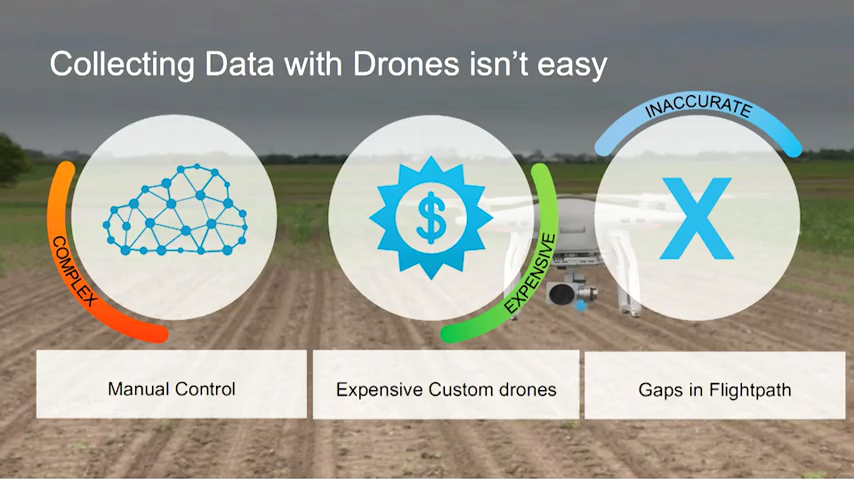 Collecting Data with Drones isn't easy
COMPLEX
$
EXPENSIVE
INACCURATE
X
Manual Control
Expensive Custom drones
Gaps in Flightpath